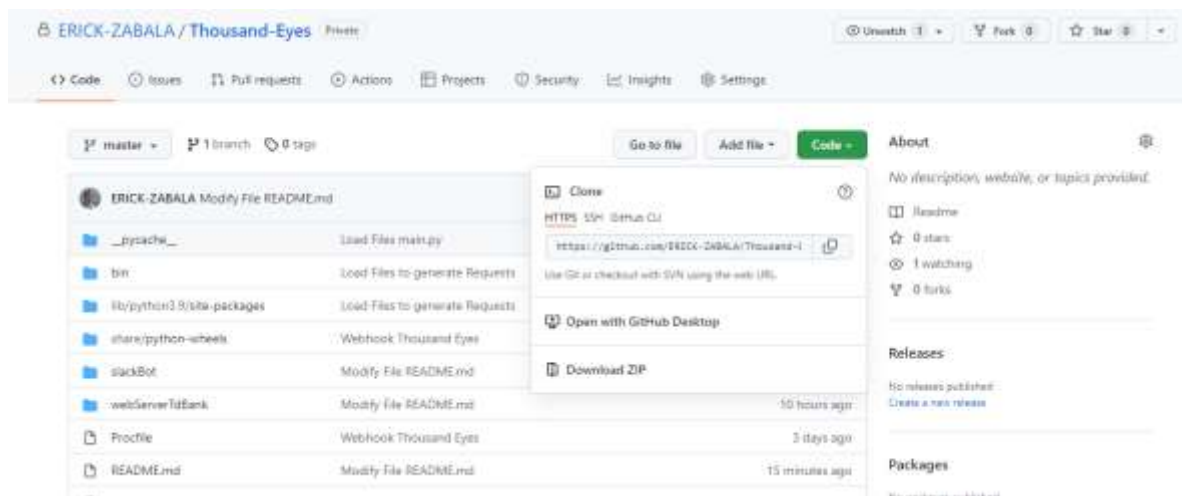 ERICK-ZABALA / Thousand-Eyes Private
Unwatch 1 Fork 0 Star 0
Code Issues Pull requests Actions Projects Security Insights Settings
master 1 branch 0 tags Go to file Add file Code
About
No description, website, or topics provided.
Readme
0 stars
1 watching
0 forks
Releases
No releases published
Create a new release
Packages
ERICK-ZABALA Modify File README.md
Clone
HTTPS SSH GitHub CLI
https://github.com/ERICK-ZABALA/Thousand-
Use Git or checkout with SVN using the web URL.
Open with GitHub Desktop
Download ZIP
__pycache__ Load Files main.py
bin Load Files to generate Requests
lib/python3.9/site-packages Load Files to generate Requests
share/python-wheels Webhook Thousand Eyes
slackBot Modify File README.md
webServerTdBank Modify File README.md 10 hours ago
Procfile Webhook Thousand Eyes 3 days ago
README.md Modify File README.md 15 minutes ago